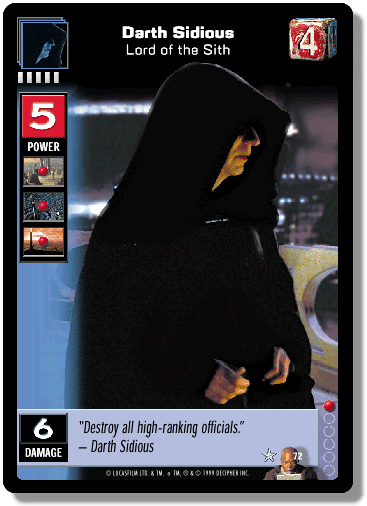 Darth Sidious
Lord of the Sith
4
5
POWER
6
DAMAGE
"Destroy all high-ranking officials."
– Darth Sidious
72
© LUCASFILM LTD. & TM. ® TM, ® & © 1999 DECIPHER INC.